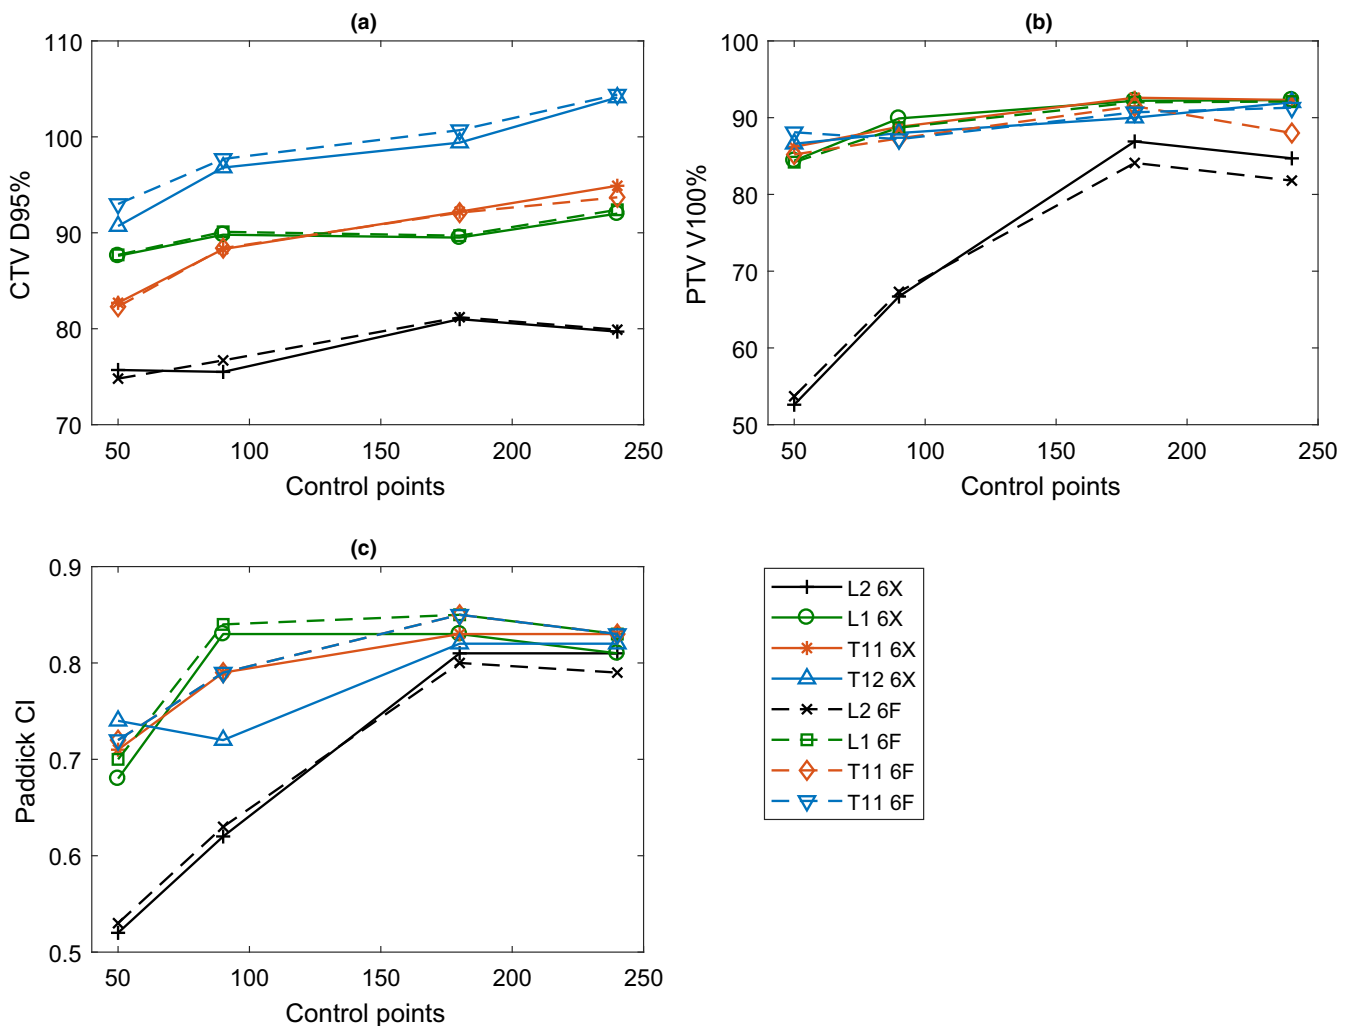 (a)
110
100
90
80
70
CTV D95%
50
100
150
200
250
Control points
(b)
100
90
80
70
60
50
PTV V100%
50
100
150
200
250
Control points
(c)
0.9
0.8
0.7
0.6
0.5
Paddick CI
50
100
150
200
250
Control points
L2 6X
L1 6X
T11 6X
T12 6X
L2 6F
L1 6F
T11 6F
T11 6F